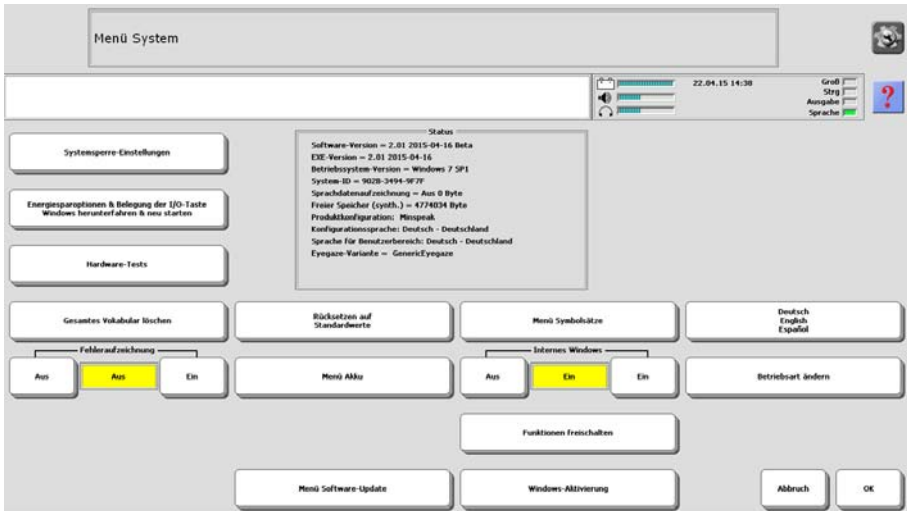 Menü System
22.04.15 14:38
Groß
Strg
Ausgabe
Sprache
?
Systemsperre-Einstellungen
Status
Software-Version = 2.01 2015-04-16 Beta
EXE-Version = 2.01 2015-04-16
Betriebssystem-Version = Windows 7 SP1
System-ID = 9028-3494-9F7F
Sprachdatenaufzeichnung = Aus 0 Byte
Freier Speicher (synth.) = 4774034 Byte
Produktkonfiguration: Minspeak
Konfigurationssprache: Deutsch - Deutschland
Sprache für Benutzerbereich: Deutsch - Deutschland
Eyegaze-Variante = GenericEyegaze
Energiesparoptionen & Belegung der I/O-Taste
Windows herunterfahren & neu starten
Hardware-Tests
Gesamtes Vokabular löschen
Rücksetzen auf
Standardwerte
Menü Symbolsätze
Deutsch
English
Español
Fehleraufzeichnung
Aus Aus Ein
Menü Akku
Internes Windows
Aus Ein Ein
Betriebsart ändern
Funktionen freischalten
Menü Software-Update
Windows-Aktivierung
Abbruch
OK